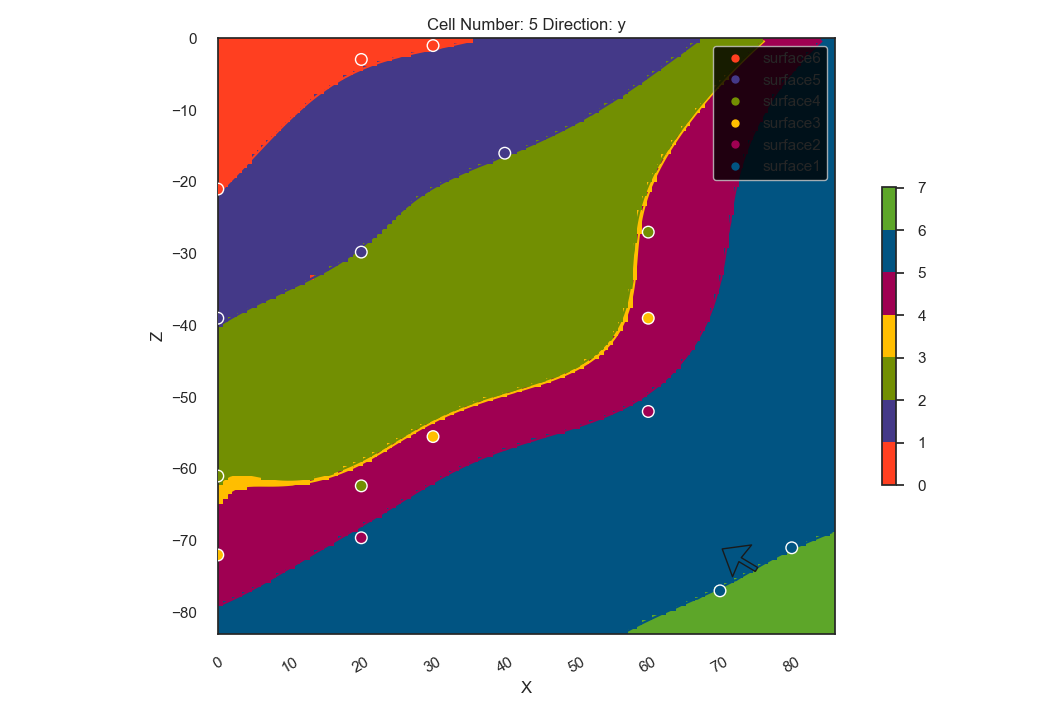 Cell Number: 5 Direction: y
0
−10
−20
−30
−40
−50
−60
−70
−80
Z
surface6
surface5
surface4
surface3
surface2
surface1
7
6
5
4
3
2
1
0
0
10
20
30
40
50
60
70
80
X